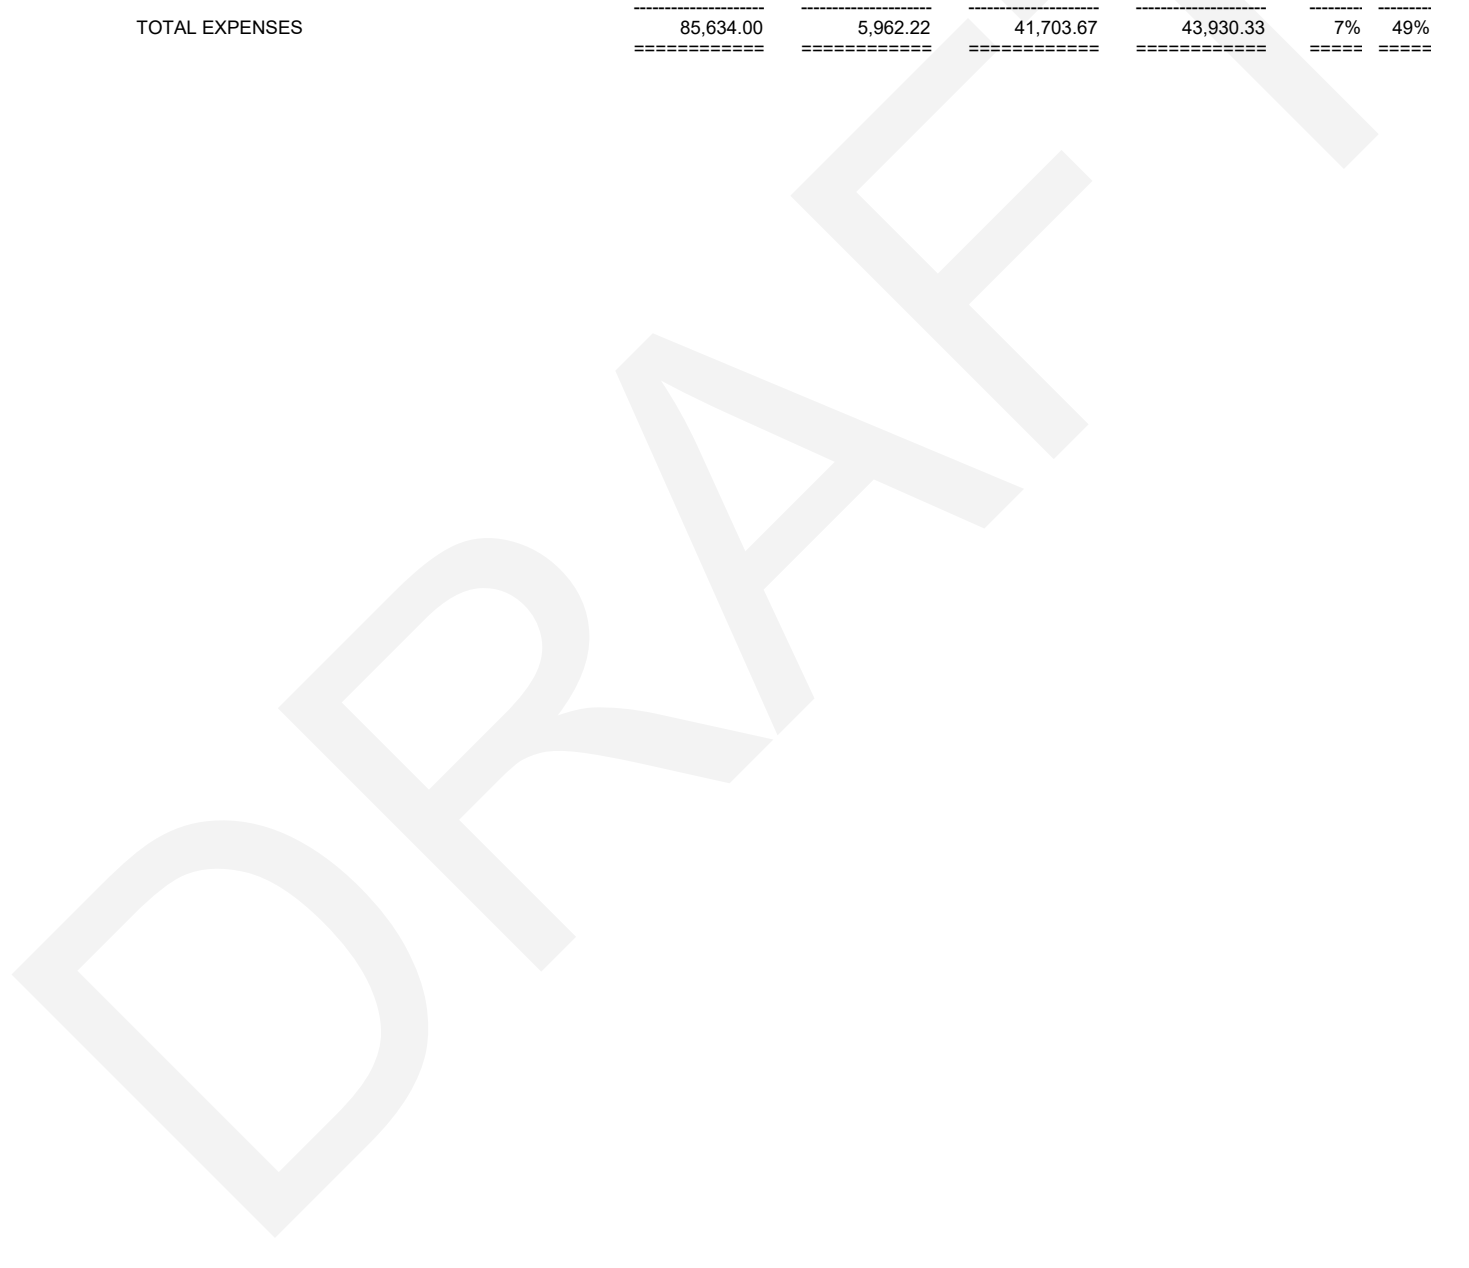 --------------------- --------------------- --------------------- --------------------- --------- ---------
TOTAL EXPENSES 85,634.00 5,962.22 41,703.67 43,930.33 7% 49%
============ ============ ============ ============ ===== =====
DRAFT